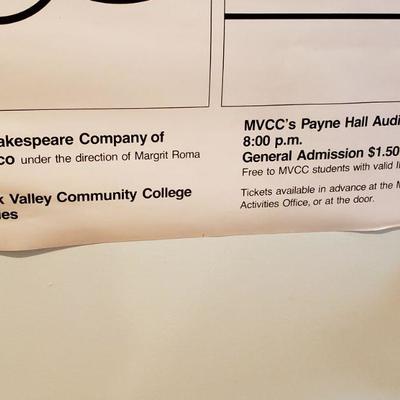 akespeare Company of
co under the direction of Margrit Roma
k Valley Community College
es
MVCC's Payne Hall Audi
8:00 p.m.
General Admission $1.50
Free to MVCC students with valid I
Tickets available in advance at the M
Activities Office, or at the door.